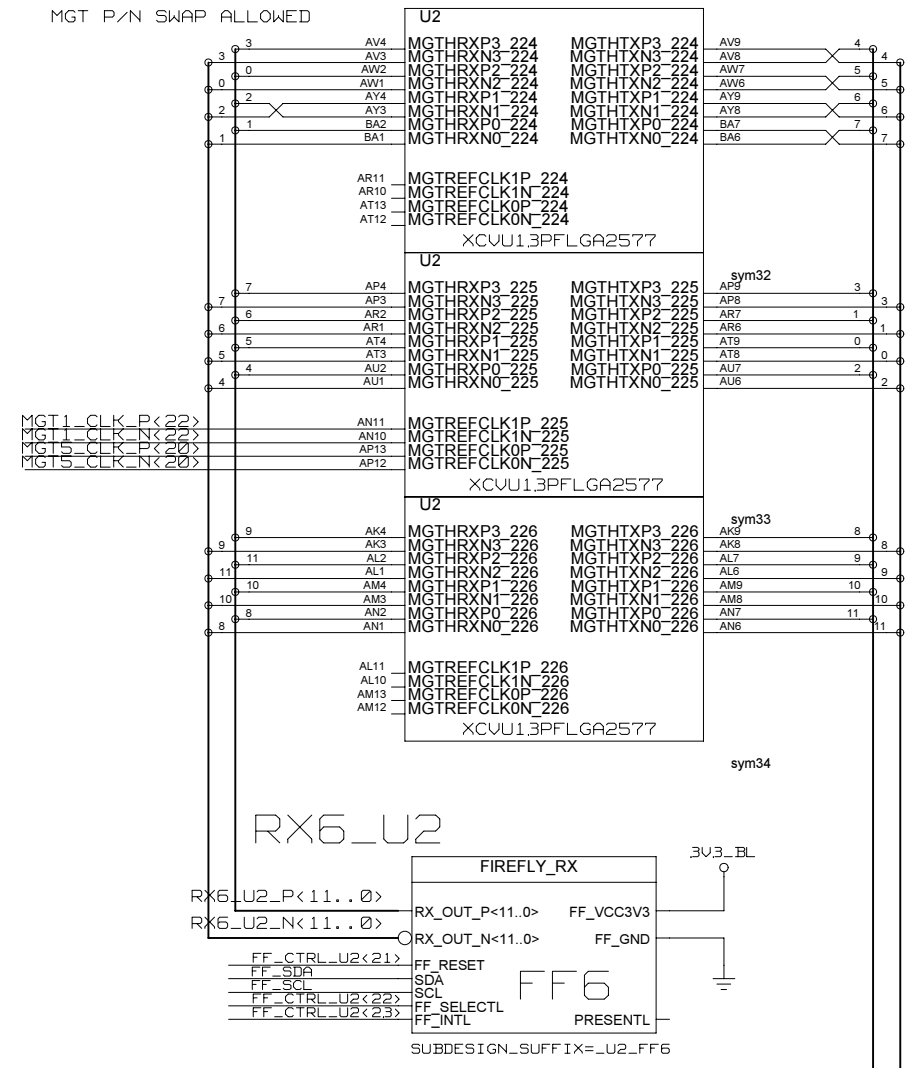 MGT P/N SWAP ALLOWED
U2
3 AV4 MGTHRXP3_224 MGTHTXP3_224 AV9 4
3 AV3 MGTHRXN3_224 MGTHTXN3_224 AV8 4
0 AW2 MGTHRXP2_224 MGTHTXP2_224 AW7 5
0 AW1 MGTHRXN2_224 MGTHTXN2_224 AW6 5
2 AY4 MGTHRXP1_224 MGTHTXP1_224 AY9 6
2 AY3 MGTHRXN1_224 MGTHTXN1_224 AY8 6
1 BA2 MGTHRXP0_224 MGTHTXP0_224 BA7 7
1 BA1 MGTHRXN0_224 MGTHTXN0_224 BA6 7
AR11 MGTREFCLK1P_224
AR10 MGTREFCLK1N_224
AT13 MGTREFCLK0P_224
AT12 MGTREFCLK0N_224
XCVU13PFLGA2577
U2
sym32
7 AP4 MGTHRXP3_225 MGTHTXP3_225 AP9 3
7 AP3 MGTHRXN3_225 MGTHTXN3_225 AP8 3
6 AR2 MGTHRXP2_225 MGTHTXP2_225 AR7 1
6 AR1 MGTHRXN2_225 MGTHTXN2_225 AR6 1
5 AT4 MGTHRXP1_225 MGTHTXP1_225 AT9 0
5 AT3 MGTHRXN1_225 MGTHTXN1_225 AT8 0
4 AU2 MGTHRXP0_225 MGTHTXP0_225 AU7 2
4 AU1 MGTHRXN0_225 MGTHTXN0_225 AU6 2
MGT1_CLK_P<22> AN11 MGTREFCLK1P_225
MGT1_CLK_N<22> AN10 MGTREFCLK1N_225
MGT5_CLK_P<20> AP13 MGTREFCLK0P_225
MGT5_CLK_N<20> AP12 MGTREFCLK0N_225
XCVU13PFLGA2577
U2
sym33
9 AK4 MGTHRXP3_226 MGTHTXP3_226 AK9 8
9 AK3 MGTHRXN3_226 MGTHTXN3_226 AK8 8
11 AL2 MGTHRXP2_226 MGTHTXP2_226 AL7 9
11 AL1 MGTHRXN2_226 MGTHTXN2_226 AL6 9
10 AM4 MGTHRXP1_226 MGTHTXP1_226 AM9 10
10 AM3 MGTHRXN1_226 MGTHTXN1_226 AM8 10
8 AN2 MGTHRXP0_226 MGTHTXP0_226 AN7 11
8 AN1 MGTHRXN0_226 MGTHTXN0_226 AN6 11
AL11 MGTREFCLK1P_226
AL10 MGTREFCLK1N_226
AM13 MGTREFCLK0P_226
AM12 MGTREFCLK0N_226
XCVU13PFLGA2577
sym34
RX6_U2
3V3_BL
FIREFLY_RX
RX6_U2_P<11..0> RX_OUT_P<11..0> FF_VCC3V3
RX6_U2_N<11..0> RX_OUT_N<11..0> FF_GND
FF_CTRL_U2<21> FF_RESET
FF_SDA SDA
FF_SCL SCL
FF_CTRL_U2<22> FF_SELECTL
FF_CTRL_U2<23> FF_INTL PRESENTL
FF6
SUBDESIGN_SUFFIX=_U2_FF6